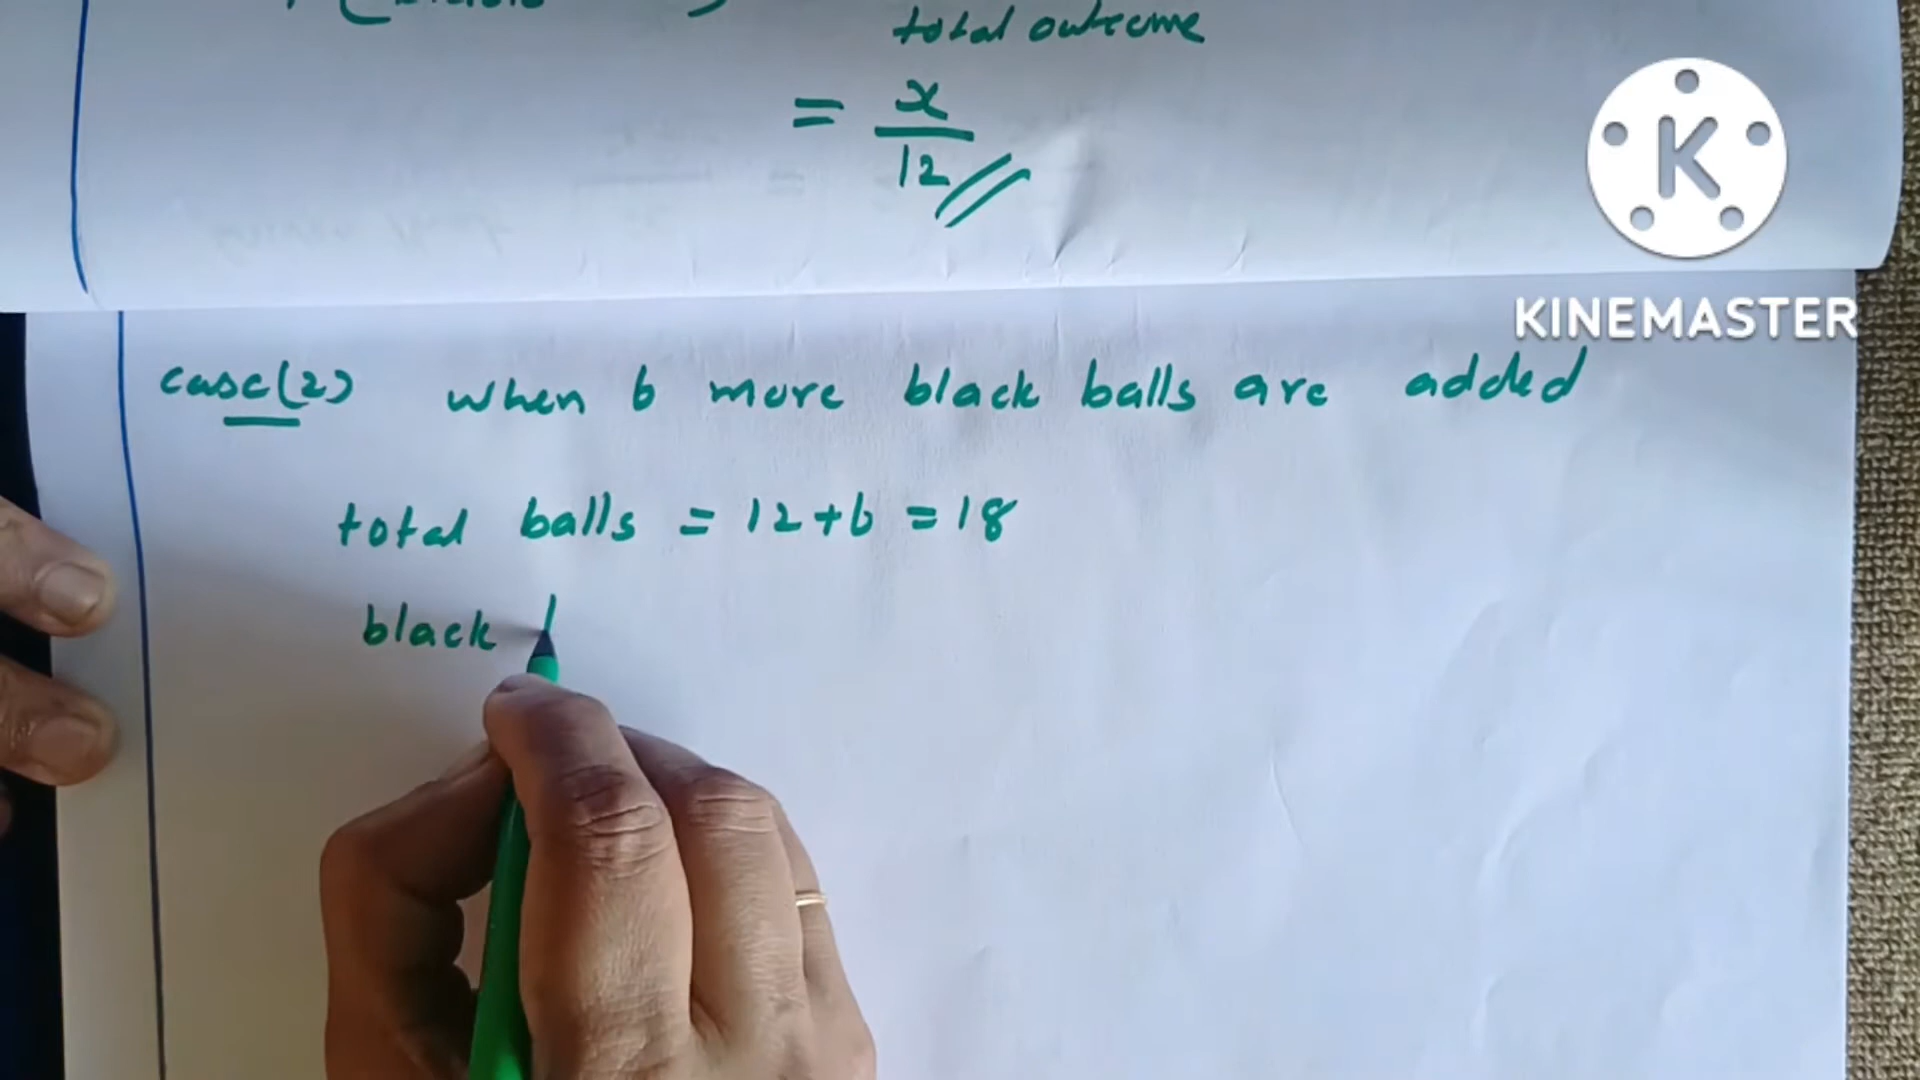 total outcome
= x
12
K
KINEMASTER
case(2) when 6 more black balls are added
total balls = 12+6 = 18
black